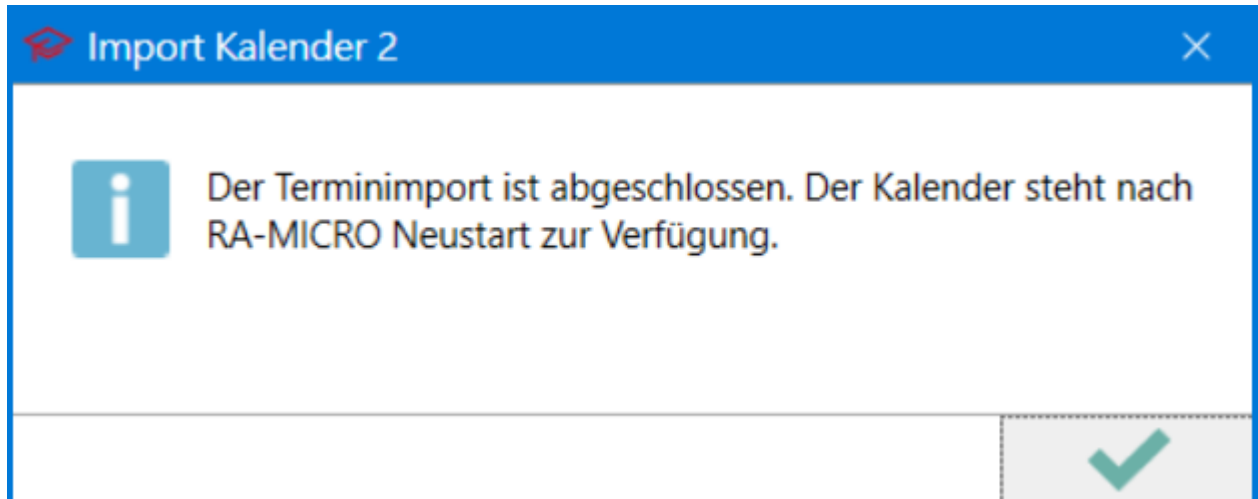 Import Kalender 2
Der Terminimport ist abgeschlossen. Der Kalender steht nach
RA-MICRO Neustart zur Verfügung.